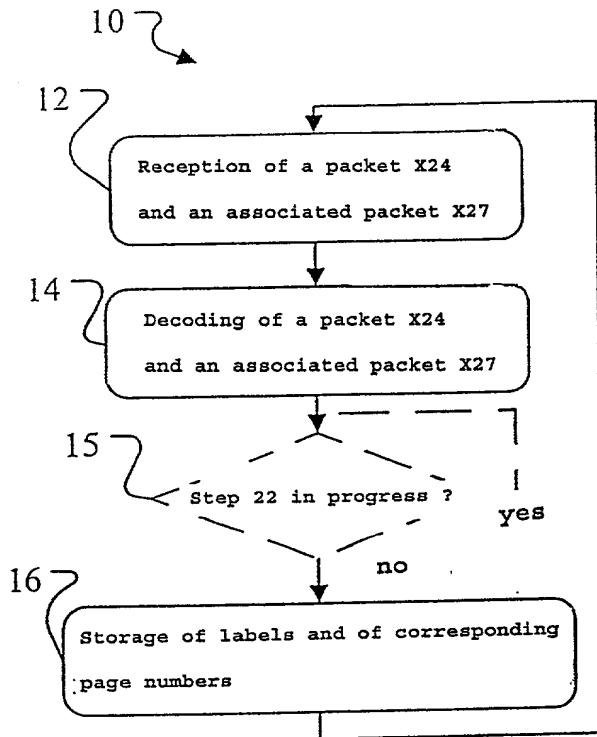 10
12
Reception of a packet X24
and an associated packet X27
14
Decoding of a packet X24
and an associated packet X27
15
Step 22 in progress ?
yes
no
16
Storage of labels and of corresponding
page numbers